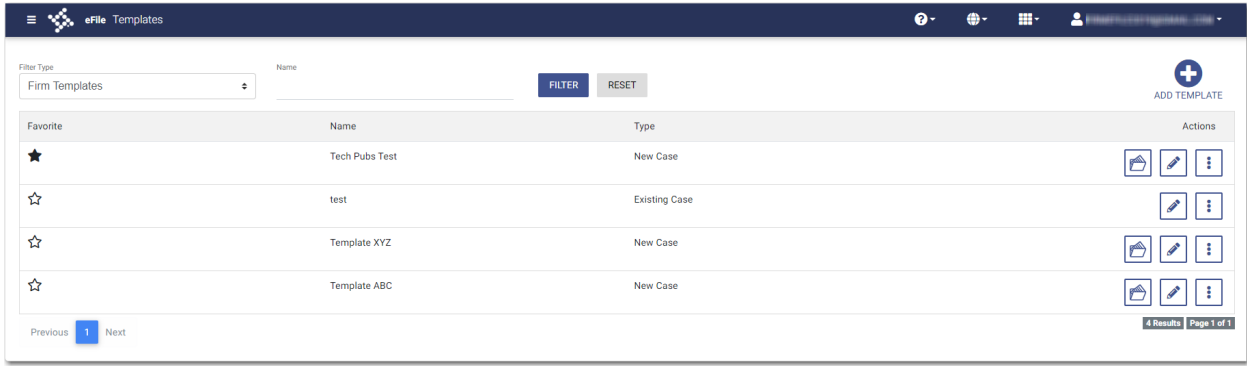 eFile Templates
Filter Type
Name
Firm Templates
FILTER
RESET
ADD TEMPLATE
Favorite Name Type Actions
Tech Pubs Test New Case
test Existing Case
Template XYZ New Case
Template ABC New Case
Previous 1 Next
4 Results Page 1 of 1